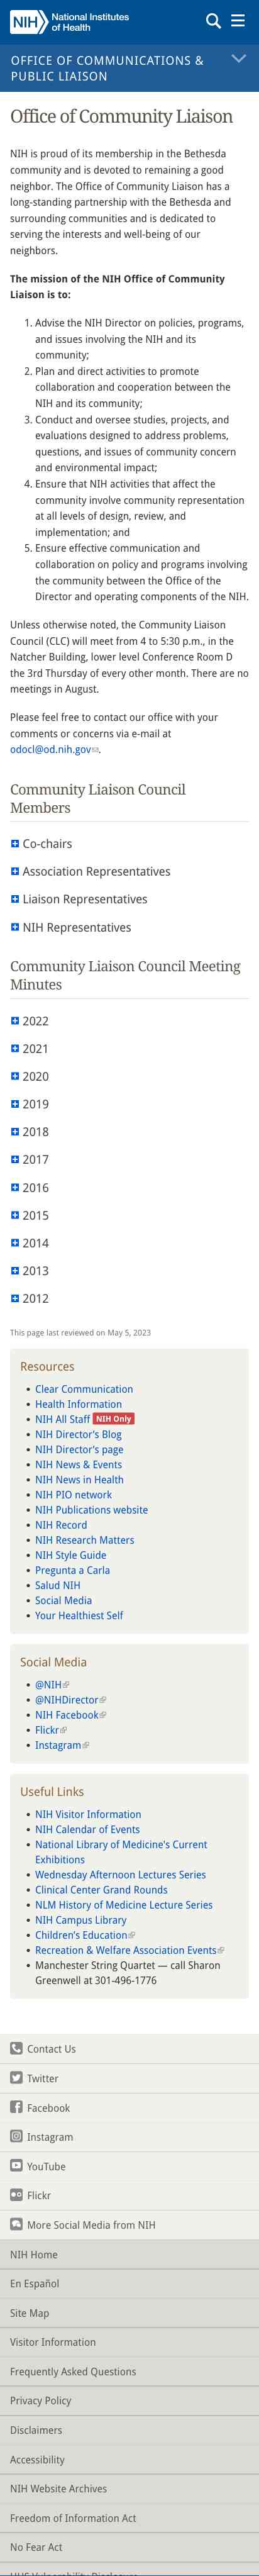 NIH National Institutes
of Health
OFFICE OF COMMUNICATIONS &
PUBLIC LIAISON
Office of Community Liaison
NIH is proud of its membership in the Bethesda
community and is devoted to remaining a good
neighbor. The Office of Community Liaison has a
long-standing partnership with the Bethesda and
surrounding communities and is dedicated to
serving the interests and well-being of our
neighbors.
The mission of the NIH Office of Community
Liaison is to:
1. Advise the NIH Director on policies, programs,
and issues involving the NIH and its
community;
2. Plan and direct activities to promote
collaboration and cooperation between the
NIH and its community;
3. Conduct and oversee studies, projects, and
evaluations designed to address problems,
questions, and issues of community concern
and environmental impact;
4. Ensure that NIH activities that affect the
community involve community representation
at all levels of design, review, and
implementation; and
5. Ensure effective communication and
collaboration on policy and programs involving
the community between the Office of the
Director and operating components of the NIH.
Unless otherwise noted, the Community Liaison
Council (CLC) will meet from 4 to 5:30 p.m., in the
Natcher Building, lower level Conference Room D
the 3rd Thursday of every other month. There are no
meetings in August.
Please feel free to contact our office with your
comments or concerns via e-mail at
odocl@od.nih.gov.
Community Liaison Council
Members
Co-chairs
Association Representatives
Liaison Representatives
NIH Representatives
Community Liaison Council Meeting
Minutes
2022
2021
2020
2019
2018
2017
2016
2015
2014
2013
2012
This page last reviewed on May 5, 2023
Resources
• Clear Communication
• Health Information
• NIH All Staff NIH Only
• NIH Director's Blog
• NIH Director's page
• NIH News & Events
• NIH News in Health
• NIH PIO network
• NIH Publications website
• NIH Record
• NIH Research Matters
• NIH Style Guide
• Pregunta a Carla
• Salud NIH
• Social Media
• Your Healthiest Self
Social Media
• @NIH
• @NIHDirector
• NIH Facebook
• Flickr
• Instagram
Useful Links
• NIH Visitor Information
• NIH Calendar of Events
• National Library of Medicine's Current
Exhibitions
• Wednesday Afternoon Lectures Series
• Clinical Center Grand Rounds
• NLM History of Medicine Lecture Series
• NIH Campus Library
• Children's Education
• Recreation & Welfare Association Events
• Manchester String Quartet — call Sharon
Greenwell at 301-496-1776
Contact Us
Twitter
Facebook
Instagram
YouTube
Flickr
More Social Media from NIH
NIH Home
En Español
Site Map
Visitor Information
Frequently Asked Questions
Privacy Policy
Disclaimers
Accessibility
NIH Website Archives
Freedom of Information Act
No Fear Act